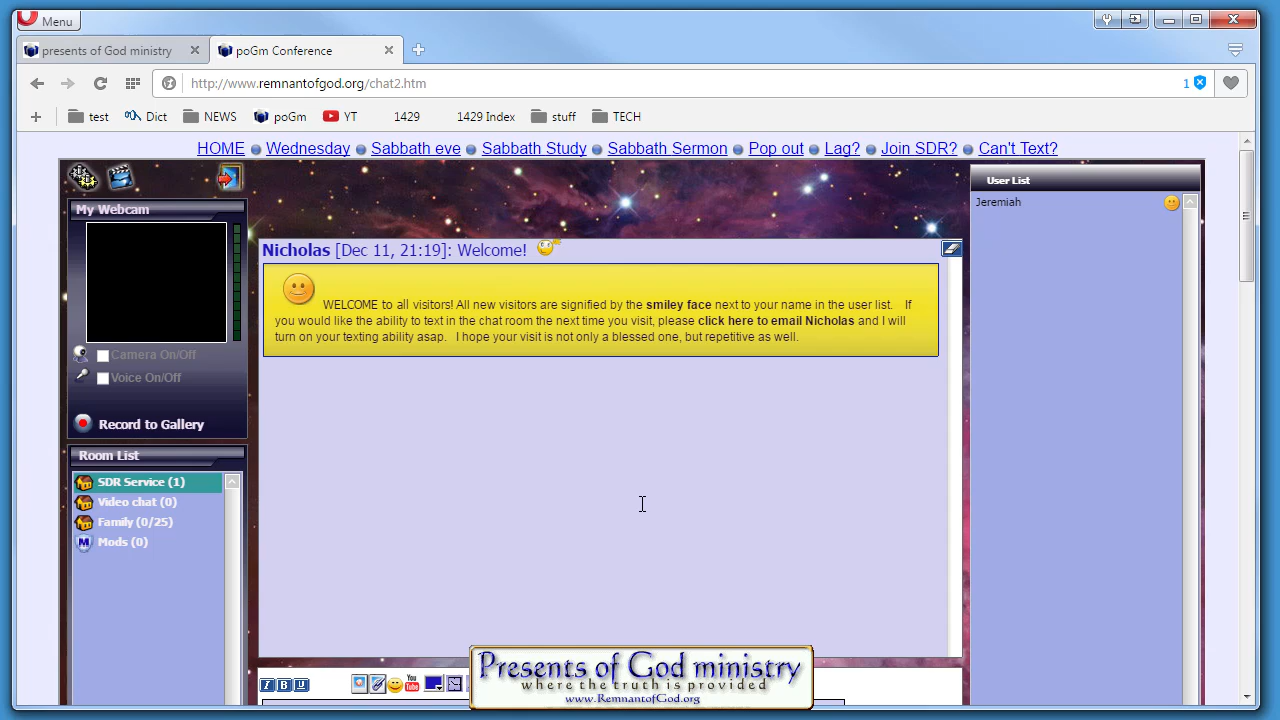 Menu
presents of God ministry
poGm Conference
http://www.remnantofgod.org/chat2.htm
1
test Dict NEWS poGm YT 1429 1429 Index stuff TECH
HOME Wednesday Sabbath eve Sabbath Study Sabbath Sermon Pop out Lag? Join SDR? Can't Text?
My Webcam
Camera On/Off
Voice On/Off
Record to Gallery
Room List
SDR Service (1)
Video chat (0)
Family (0/25)
M Mods (0)
Nicholas [Dec 11, 21:19]: Welcome!
WELCOME to all visitors! All new visitors are signified by the smiley face next to your name in the user list. If
you would like the ability to text in the chat room the next time you visit, please click here to email Nicholas and I will
turn on your texting ability asap. I hope your visit is not only a blessed one, but repetitive as well.
User List
Jeremiah
I B U
You Tube
Presents of God ministry
where the truth is provided
www.RemnantofGod.org